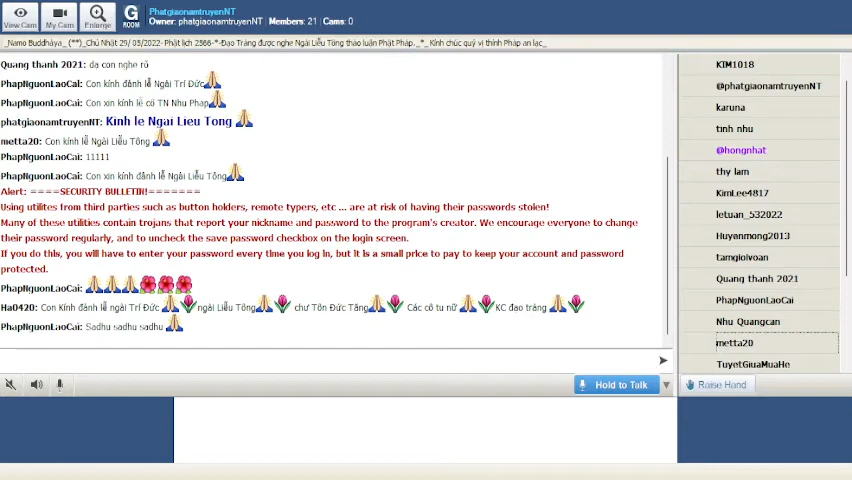 PhatgiaonamtruyenNT
Owner: phatgiaonamtruyenNT | Members: 21 | Cams: 0
View Cam
My Cam
Enlarge
G
ROOM
_Namo Buddhàya_ (**)_Chủ Nhật 29/ 05/2022- Phật lịch 2566-*-Đạo Tràng được nghe Ngài Liễu Tông thảo luận Phật Pháp._*_ Kính chúc quý vị thính Pháp an lạc_
Quang thanh 2021: dạ con nghe rõ
PhapNguonLaoCai: Con kính đảnh lễ Ngài Trí Đức
PhapNguonLaoCai: Con xin kính lễ cô TN Nhu Phap
phatgiaonamtruyenNT: Kinh le Ngai Lieu Tong
metta20: Con kính lễ Ngài Liễu Tông
PhapNguonLaoCai: 11111
PhapNguonLaoCai: Con xin kính đảnh lễ Ngài Liễu Tông
Alert: ====SECURITY BULLETIN!=======
Using utilites from third parties such as button holders, remote typers, etc ... are at risk of having their passwords stolen!
Many of these utilities contain trojans that report your nickname and password to the program's creator. We encourage everyone to change
their password regularly, and to uncheck the save password checkbox on the login screen.
If you do this, you will have to enter your password every time you log in, but it is a small price to pay to keep your account and password
protected.
PhapNguonLaoCai:
Ha0420: Con Kính đảnh lễ ngài Trí Đức ngài Liễu Tông chư Tôn Đức Tăng Các cô tu nữ KC đạo tràng
PhapNguonLaoCai: Sadhu sadhu sadhu
Hold to Talk
KIM1018
@phatgiaonamtruyenNT
karuna
tinh nhu
@hongnhat
thy lam
KimLee4817
letuan_532022
Huyenmong2013
tamgioivoan
Quang thanh 2021
PhapNguonLaoCai
Nhu Quangcan
metta20
TuyetGiuaMuaHe
Raise Hand